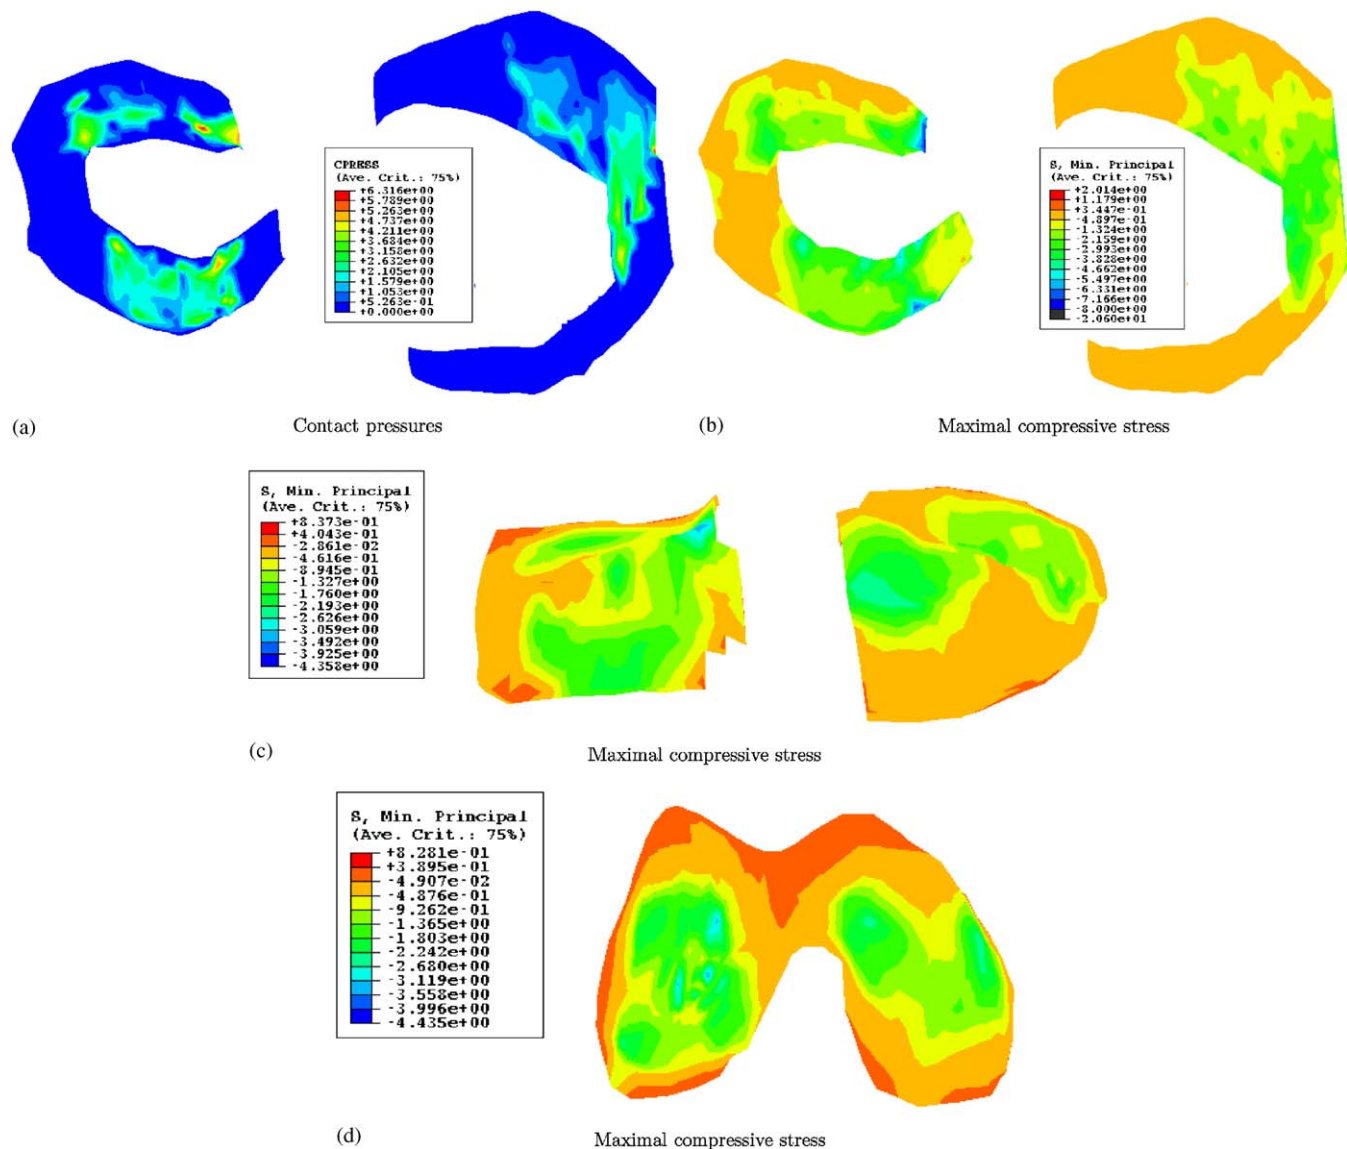 CPRESS
(Ave. Crit.: 75%)
+6.316e+00
+5.789e+00
+5.263e+00
+4.737e+00
+4.211e+00
+3.684e+00
+3.158e+00
+2.632e+00
+2.105e+00
+1.579e+00
+1.053e+00
+5.263e-01
+0.000e+00
S, Min. Principal
(Ave. Crit.: 75%)
+2.014e+00
+1.179e+00
+3.447e-01
-4.897e-01
-1.324e+00
-2.159e+00
-2.993e+00
-3.828e+00
-4.662e+00
-5.497e+00
-6.331e+00
-7.166e+00
-8.000e+00
-2.060e+01
(a) Contact pressures
(b) Maximal compressive stress
S, Min. Principal
(Ave. Crit.: 75%)
+8.373e-01
+4.043e-01
-2.861e-02
-4.616e-01
-8.945e-01
-1.327e+00
-1.760e+00
-2.193e+00
-2.626e+00
-3.059e+00
-3.492e+00
-3.925e+00
-4.358e+00
(c) Maximal compressive stress
S, Min. Principal
(Ave. Crit.: 75%)
+8.281e-01
+3.895e-01
-4.907e-02
-4.876e-01
-9.262e-01
-1.365e+00
-1.803e+00
-2.242e+00
-2.680e+00
-3.119e+00
-3.558e+00
-3.996e+00
-4.435e+00
(d) Maximal compressive stress